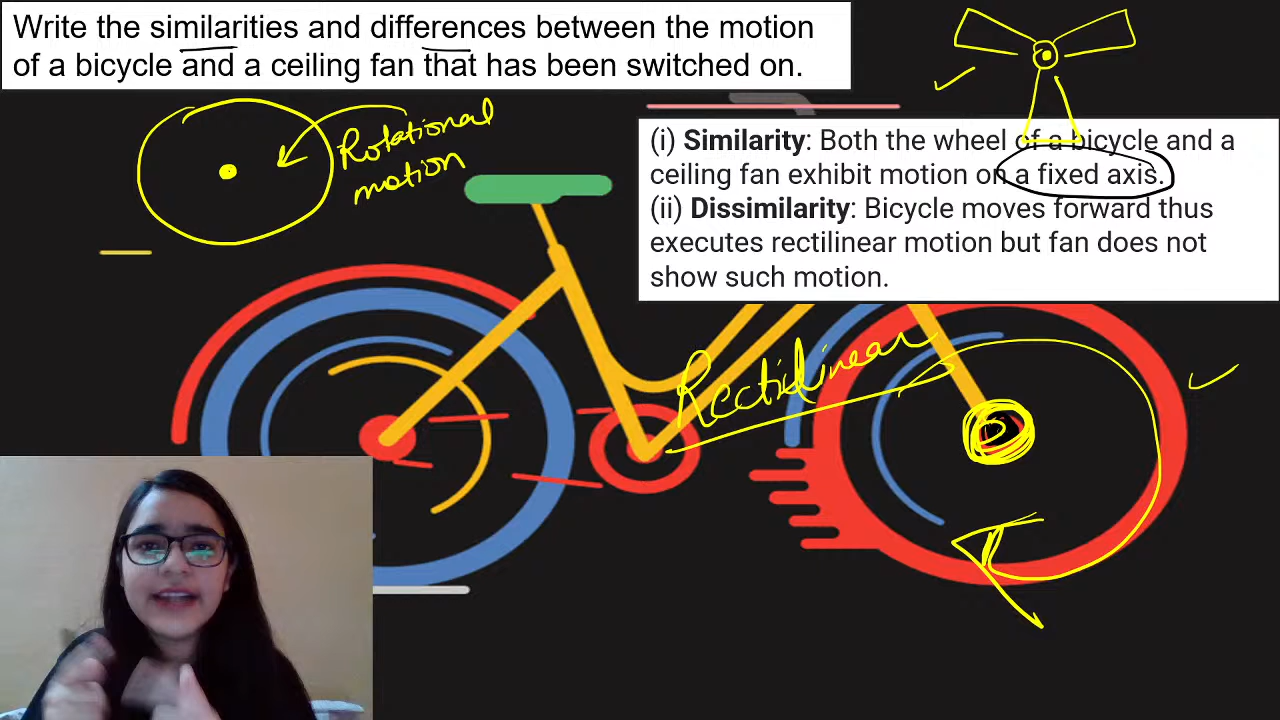 Write the similarities and differences between the motion
of a bicycle and a ceiling fan that has been switched on.
Rotational
motion
(i) Similarity: Both the wheel of a bicycle and a
ceiling fan exhibit motion on a fixed axis.
(ii) Dissimilarity: Bicycle moves forward thus
executes rectilinear motion but fan does not
show such motion.
Rectilinear